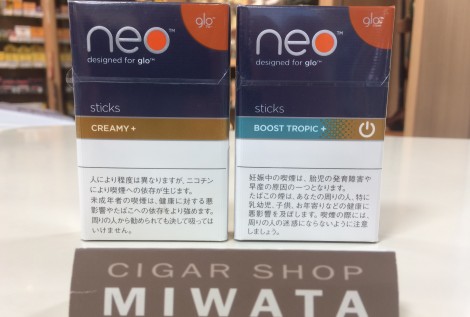 glo™
neo™
designed for glo™
sticks
CREAMY+
人により程度は異なりますが、ニコチン
により喫煙への依存が生じます。
未成年者の喫煙は、健康に対する悪
影響やたばこへの依存をより強めます。
周りの人から勧められても決して吸っては
いけません。
glo™
neo™
designed for glo™
sticks
BOOST TROPIC+
妊娠中の喫煙は、胎児の発育障害や
早産の原因の一つとなります。
たばこの煙は、あなたの周りの人、特に
乳幼児、子供、お年寄りなどの健康に
悪影響を及ぼします。喫煙の際には、
周りの人の迷惑にならないように注意
しましょう。
CIGAR SHOP
MIWATA